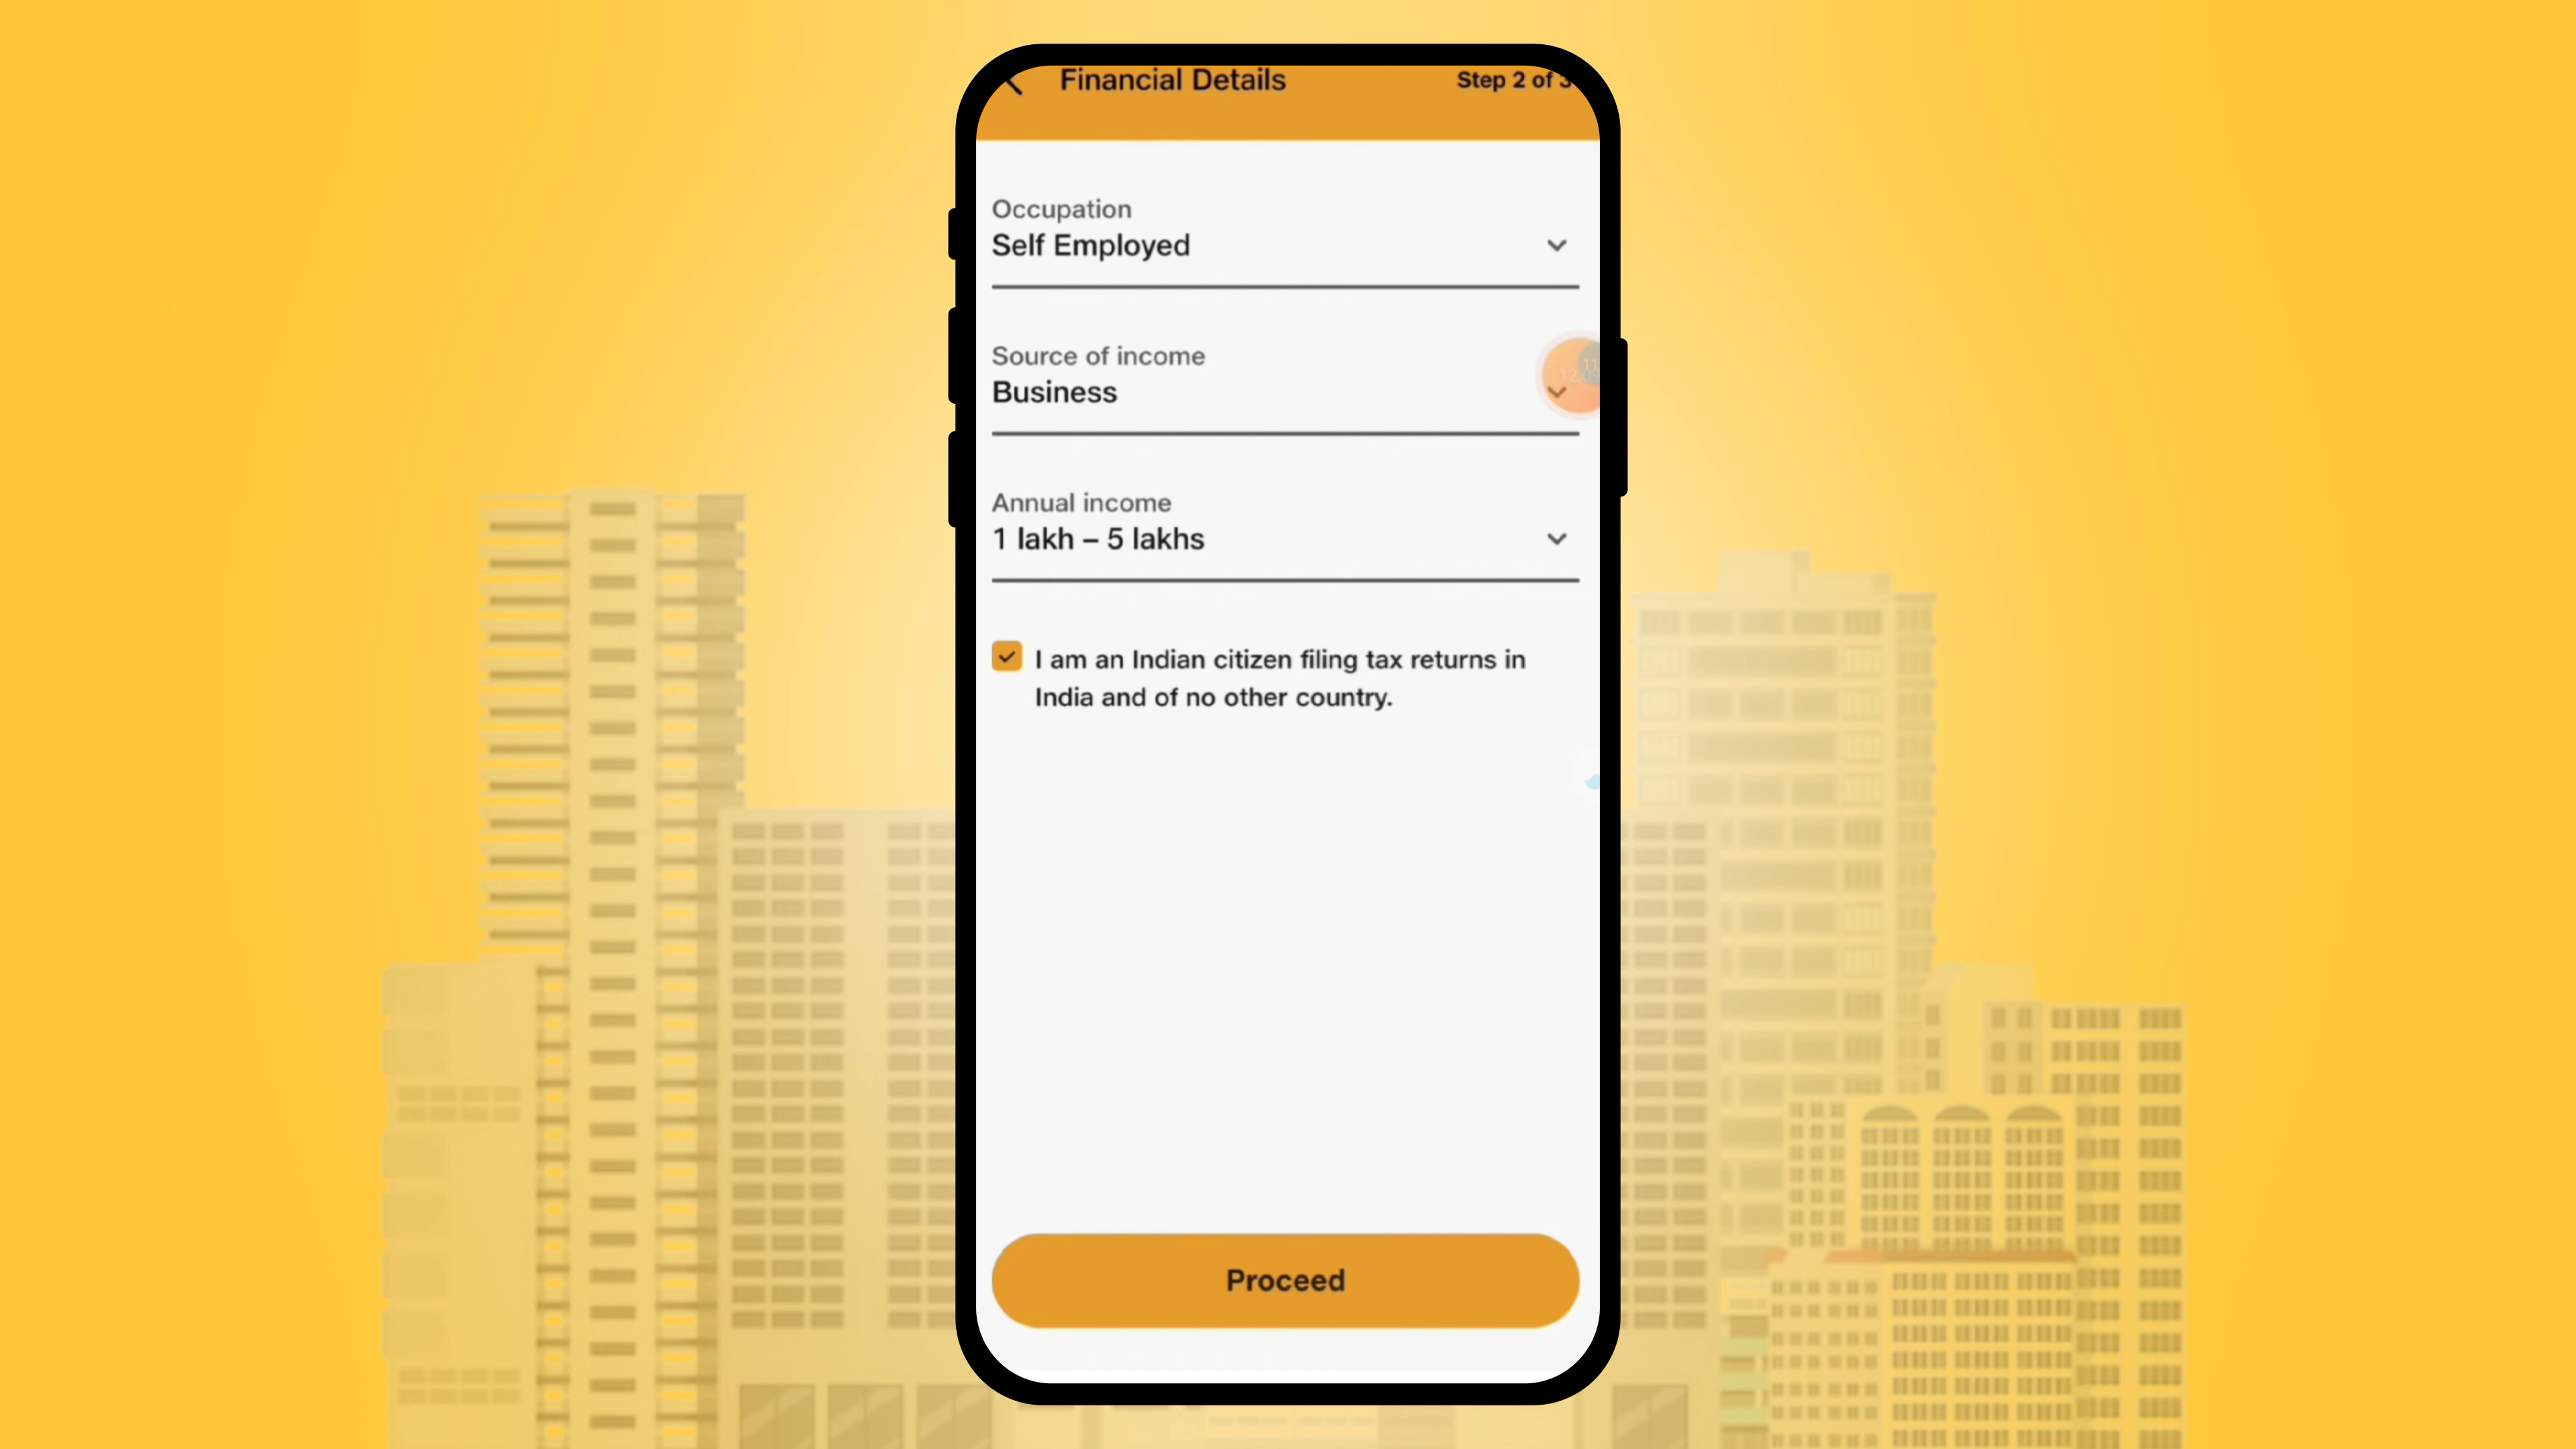 Financial Details
Step 2 of 3
Occupation
Self Employed
Source of income
Business
Annual income
1 lakh – 5 lakhs
I am an Indian citizen filing tax returns in
India and of no other country.
Proceed